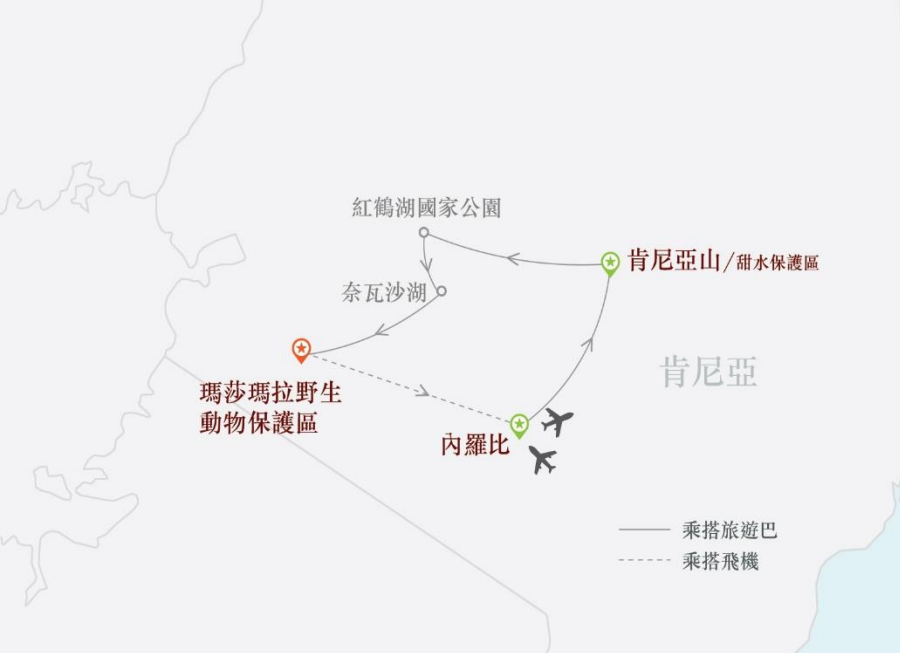 紅鶴湖國家公園
肯尼亞山/甜水保護區
奈瓦沙湖
肯尼亞
瑪莎瑪拉野生
動物保護區
內羅比
乘搭旅遊巴
乘搭飛機